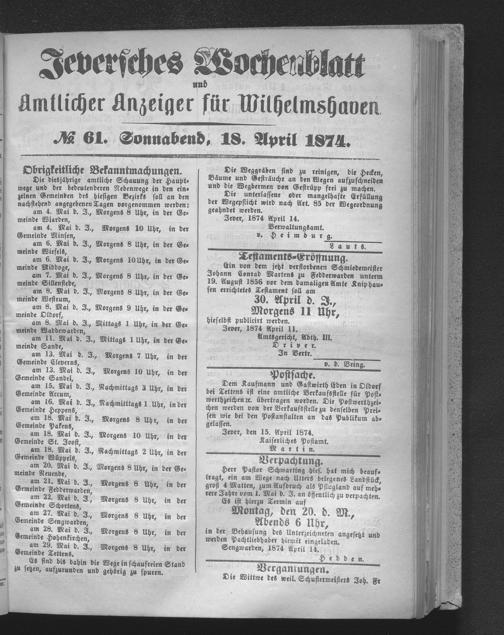 Jeversches Wochenblatt
und
Amtlicher Anzeiger für Wilhelmshaven
№ 61. Sonnabend, 18. April 1874.
Obrigkeitliche Bekanntmachungen.
Die diesjährige amtliche Schauung der Haupt-
wege und der bedeutenderen Nebenwege in den ein-
zelnen Gemeinden des hiesigen Bezirks soll an den
nachstehend angegebenen Tagen vorgenommen werden:
am 4. Mai d. J., Morgens 8 Uhr, in der Ge-
meinde Wiarden,
am 4. Mai d. J., Morgens 10 Uhr, in der
Gemeinde Minsen,
am 6. Mai d. J., Morgens 8 Uhr, in der Ge-
meinde Wiefels,
am 6. Mai d. J., Morgens 10 Uhr, in der Ge-
meinde Middoge,
am 7. Mai d. J., Morgens 8 Uhr, in der Ge-
meinde Sillenstede,
am 8. Mai d. J., Morgens 8 Uhr, in der Ge-
meinde Westrum,
am 8. Mai d. J., Morgens 9 Uhr, in der Ge-
meinde Oldorf,
am 8. Mai d. J., Mittags 1 Uhr, in der Ge-
meinde Waddewarden,
am 11. Mai d. J., Mittags 1 Uhr, in der Ge-
meinde Sande,
am 13. Mai d. J., Morgens 7 Uhr, in der
Gemeinde Cleverns,
am 13. Mai d. J., Morgens 10 Uhr, in der
Gemeinde Sandel,
am 15. Mai d. J., Nachmittags 3 Uhr, in der
Gemeinde Accum,
am 16. Mai d. J., Nachmittags 1 Uhr, in der
Gemeinde Heppens,
am 18. Mai d. J., Morgens 8 Uhr, in der
Gemeinde Pakens,
am 18. Mai d. J., Morgens 10 Uhr, in der
Gemeinde St. Joost,
am 18. Mai d. J., Nachmittags 2 Uhr, in der
Gemeinde Wüppels,
am 20. Mai d. J., Morgens 8 Uhr, in der Ge-
meinde Neuende,
am 21. Mai d. J., Morgens 8 Uhr, in der
Gemeinde Fedderwarden,
am 22. Mai d. J., Morgens 8 Uhr, in der
Gemeinde Schortens,
am 27. Mai d. J., Morgens 8 Uhr, in der
Gemeinde Sengwarden,
am 28. Mai d. J., Morgens 8 Uhr, in der
Gemeinde Hohenkirchen,
am 29. Mai d. J., Morgens 8 Uhr, in der
Gemeinde Tettens.
Es sind bis dahin die Wege in schaufreien Stand
zu setzen, aufzurunden und gehörig zu spuren.
Die Weggräben sind zu reinigen, die Hecken,
Bäume und Gesträuche an den Wegen aufzuschneiden
und die Wegbermen von Gestrüpp frei zu machen.
Die unterlassene oder mangelhafte Erfüllung
der Wegepflicht wird nach Art. 85 der Wegeordnung
geahndet werden.
Jever, 1874 April 14.
Verwaltungsamt.
v. Heimburg.
Lauts.
Testaments-Eröffnung.
Ein von dem jetzt verstorbenen Schmiedemeister
Johann Conrad Martens zu Fedderwarden unterm
19. August 1856 vor dem damaligen Amte Kniphau-
sen errichtetes Testament soll am
30. April d. J.,
Morgens 11 Uhr,
hieselbst publicirt werden.
Jever, 1874 April 11.
Amtsgericht, Abth. III.
Driver.
In Vertr.
v. d. Bring.
Postsache.
Dem Kaufmann und Gastwirth Eden in Oldorf
bei Tettens ist eine amtliche Verkaufsstelle für Post-
werthzeichen 2c. übertragen worden. Die Postwerthzei-
chen werden von der Verkaufsstelle zu denselben Prei-
sen wie bei den Postanstalten an das Publikum ab-
gelassen.
Jever, den 15. April 1874.
Kaiserliches Postamt.
Martin.
Verpachtung.
Herr Pastor Schwarting hies. hat mich beauf-
tragt, ein am Wege nach Utters belegenes Landstück,
groß 4 Matten, zum Aufbruch als Pflugland auf meh-
rere Jahre vom 1. Mai d. J. an öffentlich zu verpachten.
Es ist hierzu Termin auf
Montag, den 20. d. M.,
Abends 6 Uhr,
in der Behausung des Unterzeichneten angesetzt und
werden Pachtliebhaber hiermit eingeladen.
Sengwarden, 1874 April 14.
Hedden.
Vergantungen.
Die Wittwe des weil. Schustermeisters Joh. Fr